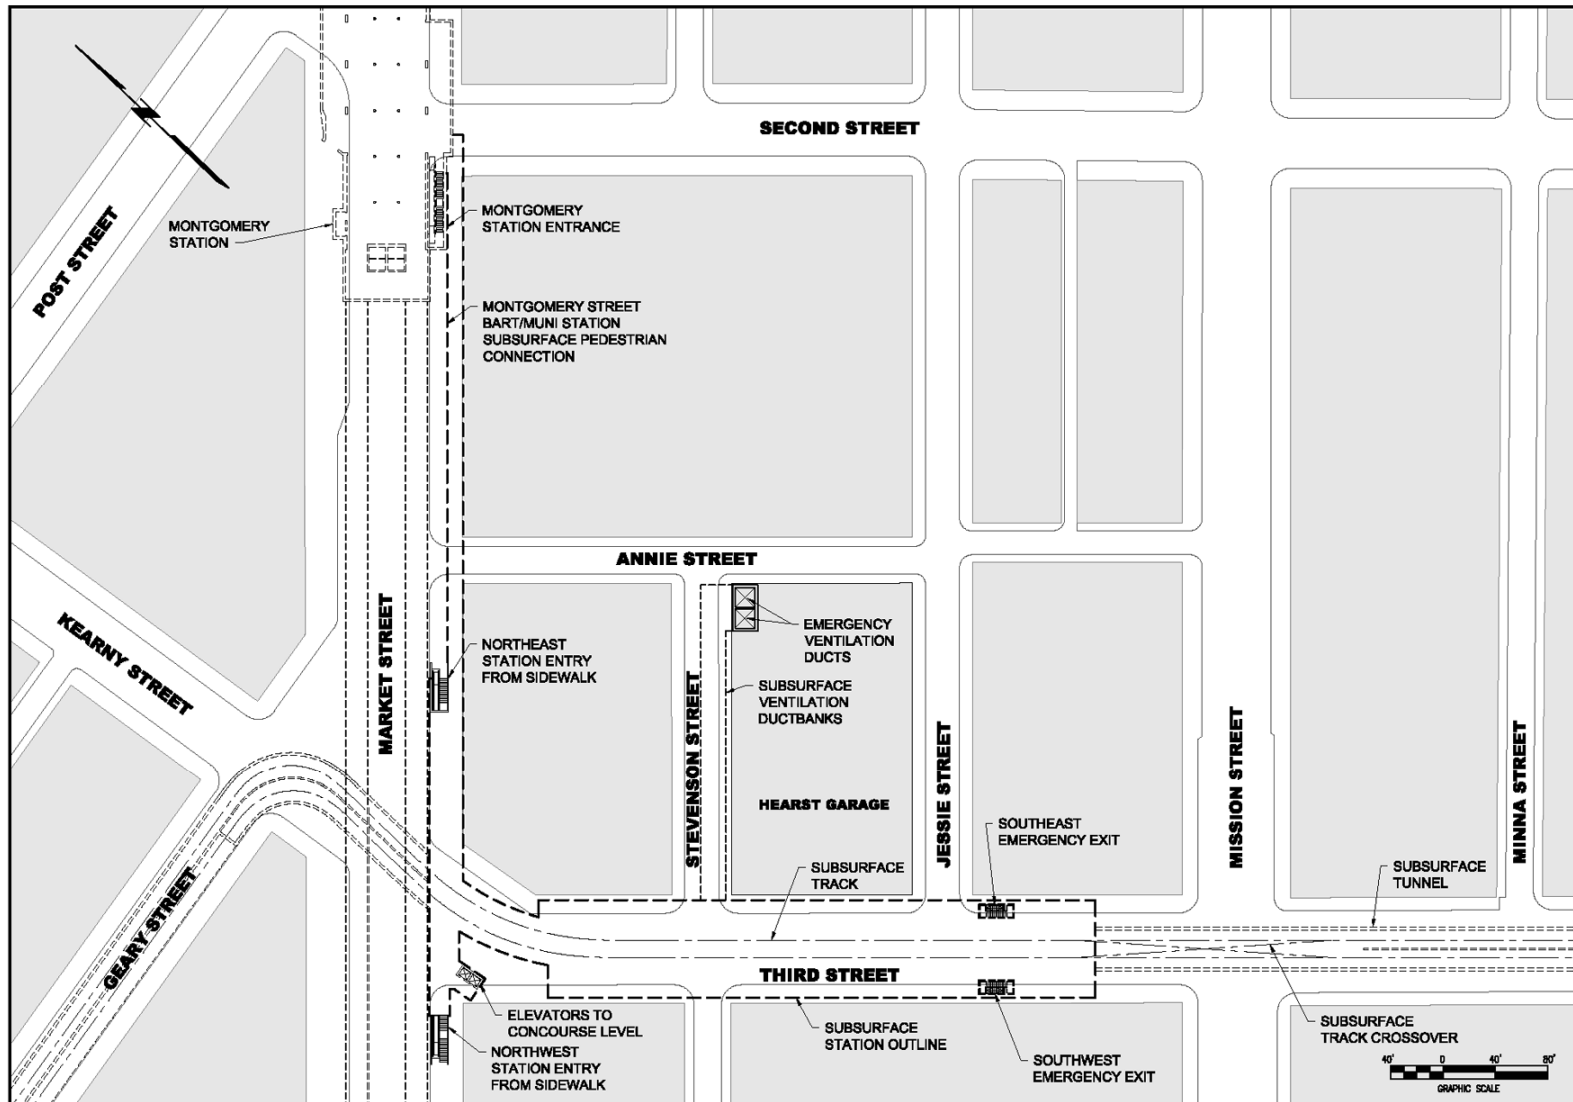 SECOND STREET
MONTGOMERY
STATION
POST STREET
MONTGOMERY
STATION ENTRANCE
MONTGOMERY STREET
BART/MUNI STATION
SUBSURFACE PEDESTRIAN
CONNECTION
ANNIE STREET
KEARNY STREET
MARKET STREET
NORTHEAST
STATION ENTRY
FROM SIDEWALK
EMERGENCY
VENTILATION
DUCTS
SUBSURFACE
VENTILATION
DUCTBANKS
STEVENSON STREET
HEARST GARAGE
JESSIE STREET
MISSION STREET
MINNA STREET
SOUTHEAST
EMERGENCY EXIT
SUBSURFACE
TRACK
SUBSURFACE
TUNNEL
GEARY STREET
THIRD STREET
ELEVATORS TO
CONCOURSE LEVEL
NORTHWEST
STATION ENTRY
FROM SIDEWALK
SUBSURFACE
STATION OUTLINE
SOUTHWEST
EMERGENCY EXIT
SUBSURFACE
TRACK CROSSOVER
40' 0 40' 80'
GRAPHIC SCALE